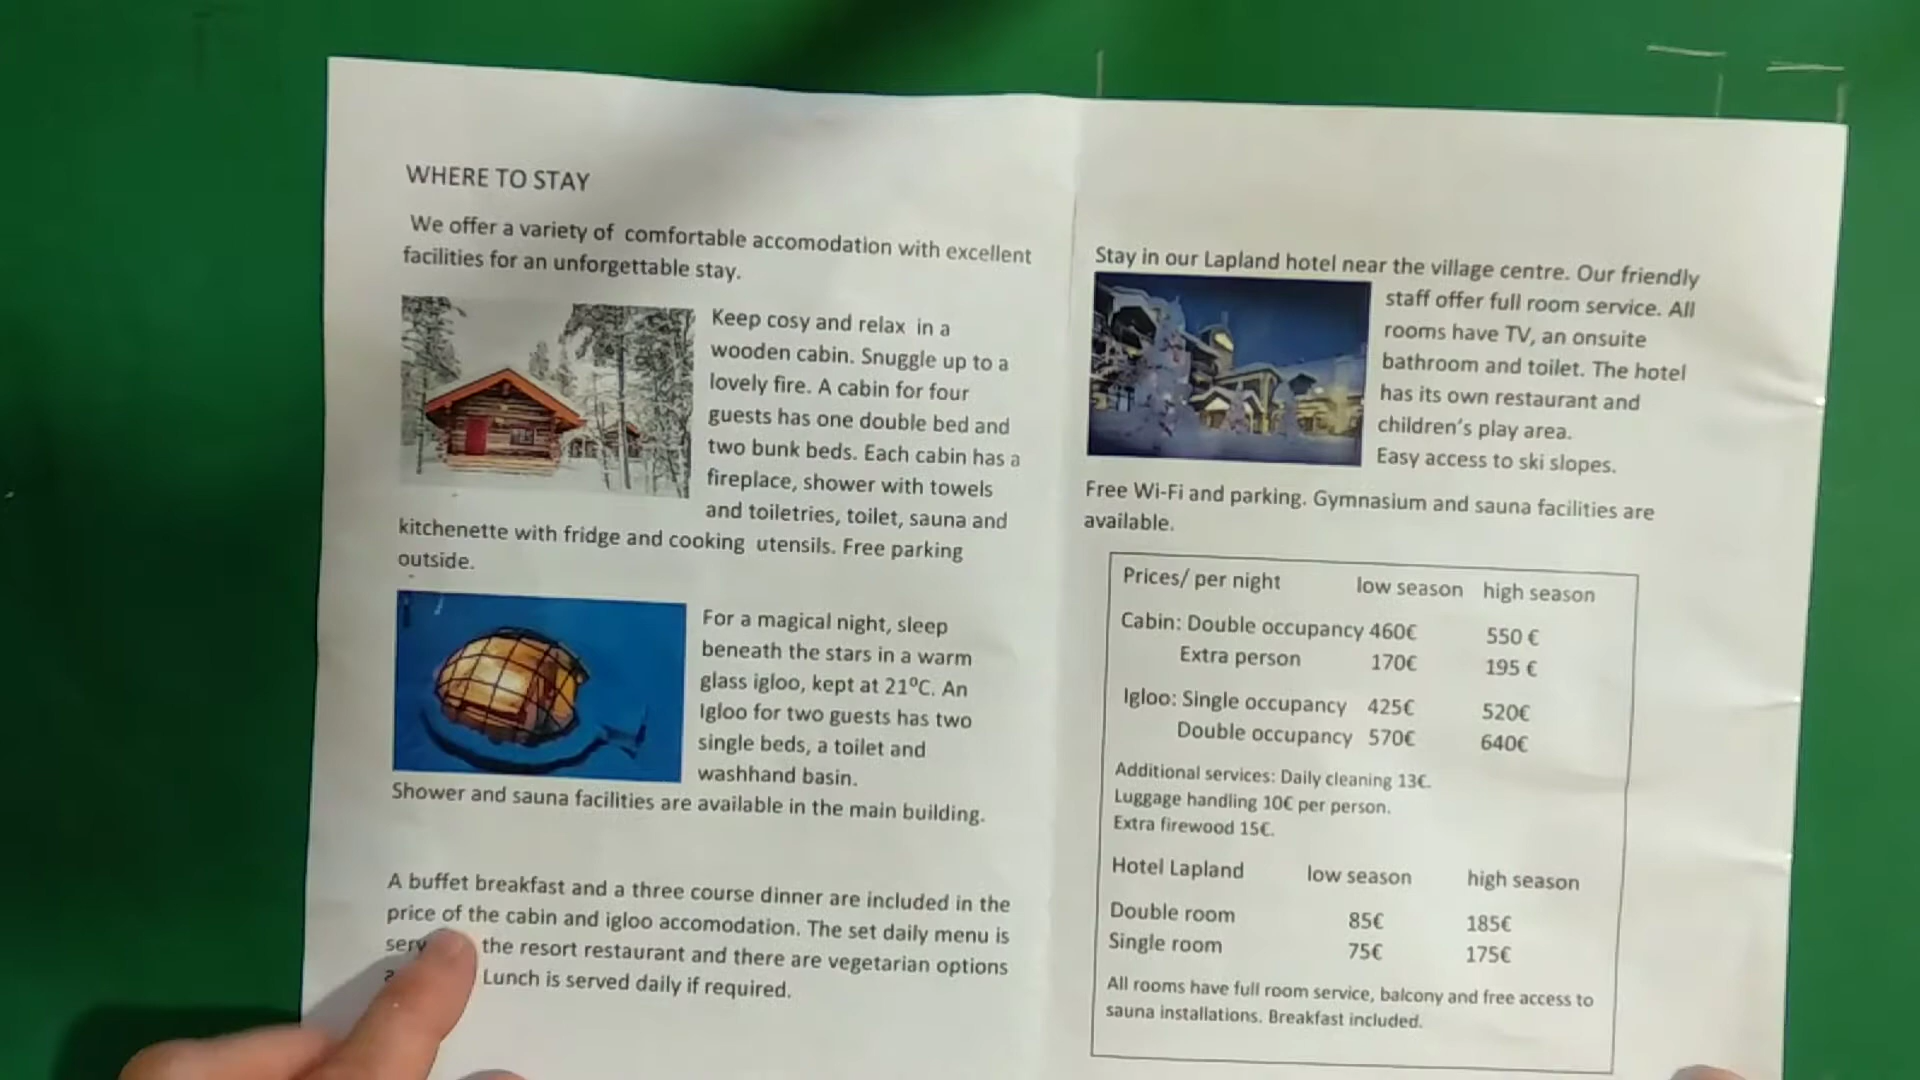 WHERE TO STAY
We offer a variety of comfortable accomodation with excellent
facilities for an unforgettable stay.
Keep cosy and relax in a
wooden cabin. Snuggle up to a
lovely fire. A cabin for four
guests has one double bed and
two bunk beds. Each cabin has a
fireplace, shower with towels
and toiletries, toilet, sauna and
kitchenette with fridge and cooking utensils. Free parking
outside.
For a magical night, sleep
beneath the stars in a warm
glass igloo, kept at 21ºC. An
Igloo for two guests has two
single beds, a toilet and
washhand basin.
Shower and sauna facilities are available in the main building.
A buffet breakfast and a three course dinner are included in the
price of the cabin and igloo accomodation. The set daily menu is
the resort restaurant and there are vegetarian options
Lunch is served daily if required.
Stay in our Lapland hotel near the village centre. Our friendly
staff offer full room service. All
rooms have TV, an onsuite
bathroom and toilet. The hotel
has its own restaurant and
children's play area.
Easy access to ski slopes.
Free Wi-Fi and parking. Gymnasium and sauna facilities are
available.
Prices/ per night low season high season
Cabin: Double occupancy 460€ 550 €
Extra person 170€ 195 €
Igloo: Single occupancy 425€ 520€
Double occupancy 570€ 640€
Additional services: Daily cleaning 13€.
Luggage handling 10€ per person.
Extra firewood 15€.
Hotel Lapland low season high season
Double room 85€ 185€
Single room 75€ 175€
All rooms have full room service, balcony and free access to
sauna installations. Breakfast included.